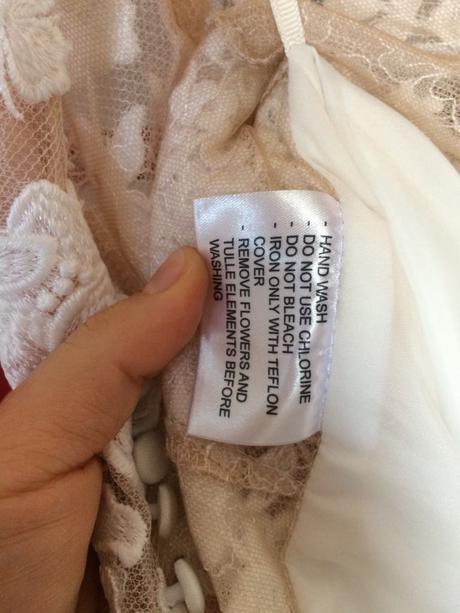 - HAND WASH
- DO NOT USE CHLORINE
- DO NOT BLEACH
- IRON ONLY WITH TEFLON
COVER
- REMOVE FLOWERS AND
TULLE ELEMENTS BEFORE
WASHING